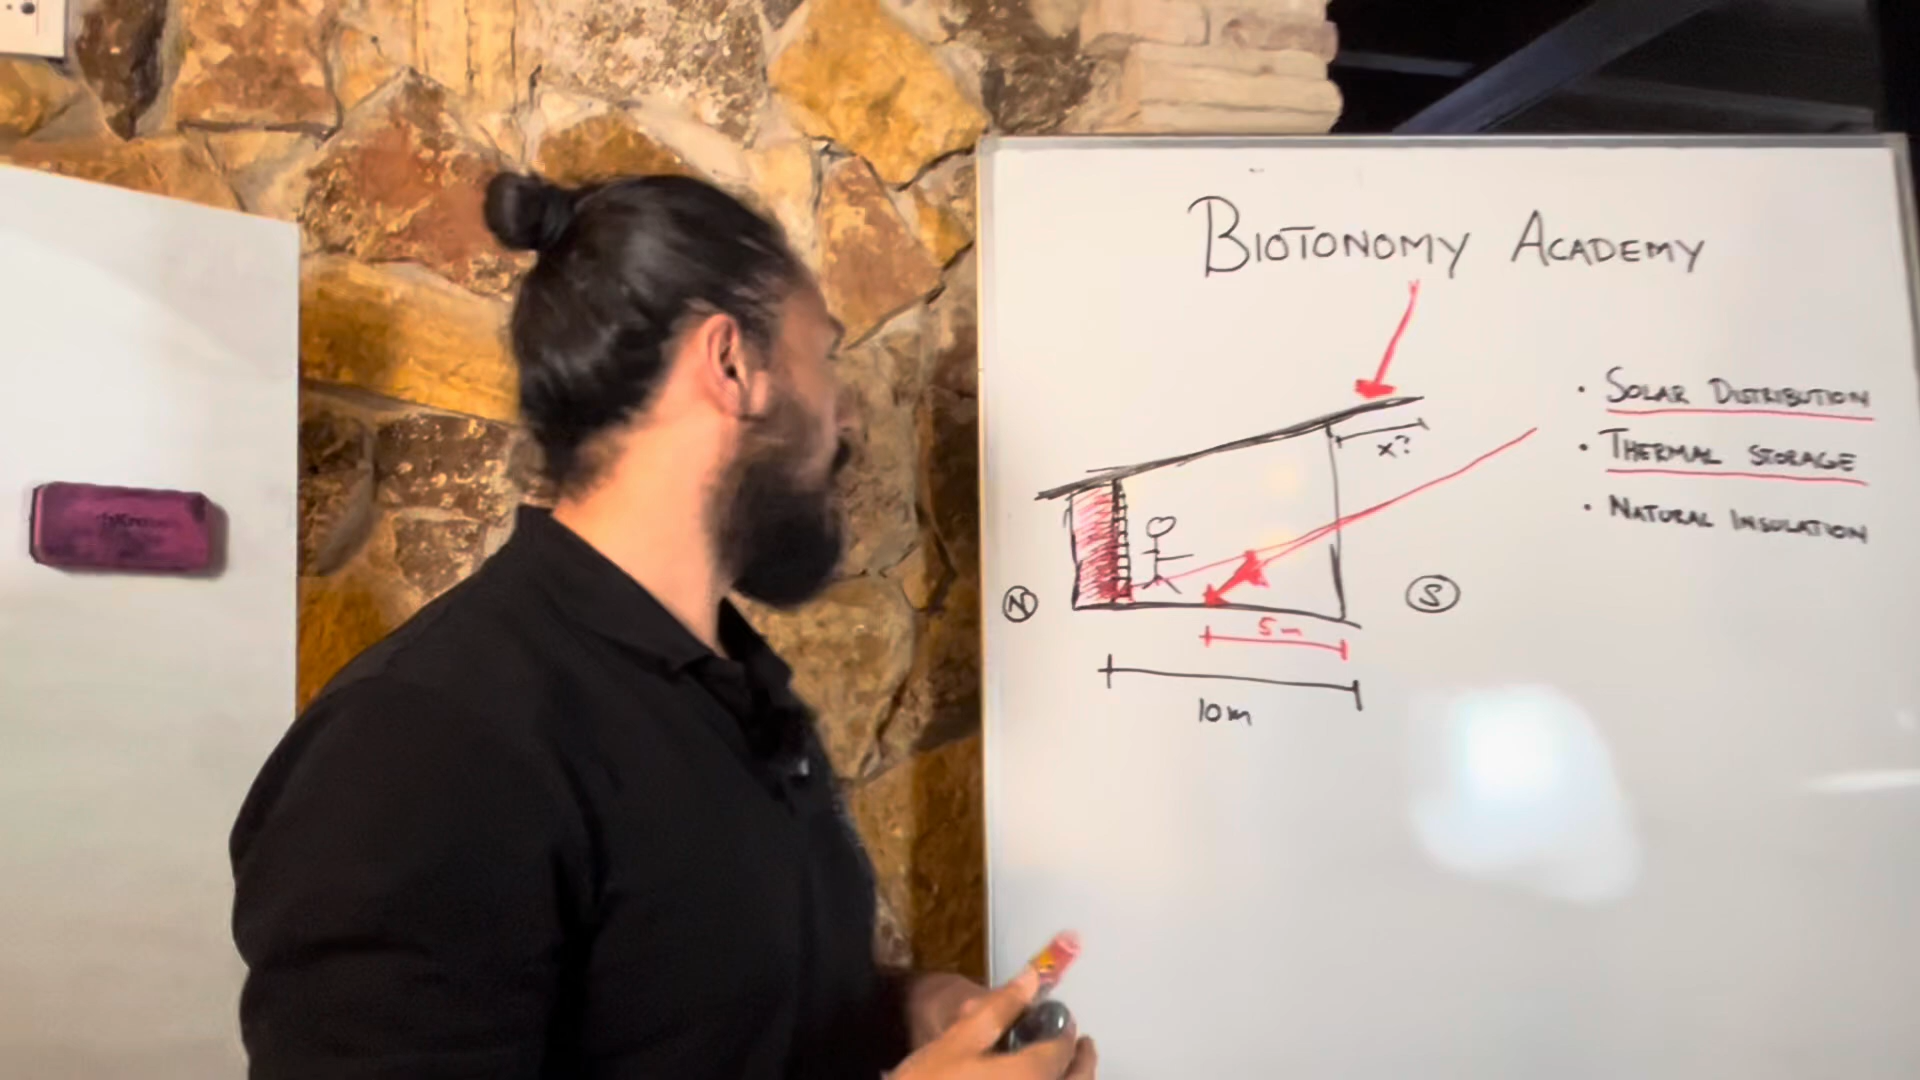 BIOTONOMY ACADEMY
• SOLAR DISTRIBUTION
x?
• THERMAL STORAGE
• NATURAL INSULATION
N
S
5m
10m